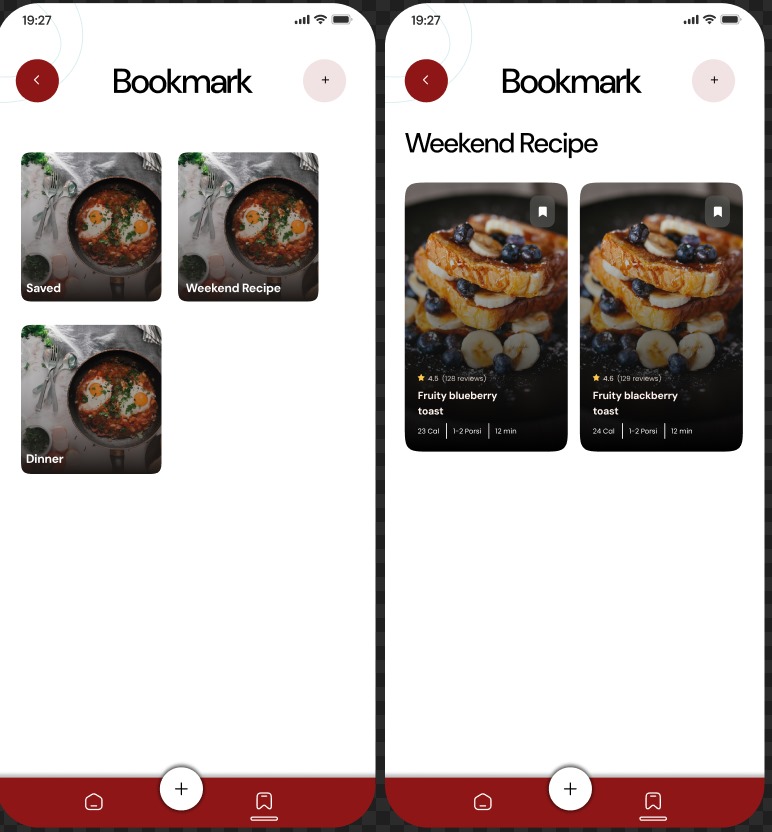 19:27
Bookmark
Saved
Weekend Recipe
Dinner
19:27
Bookmark
Weekend Recipe
4.5 (128 reviews)
Fruity blueberry
toast
23 Cal 1-2 Porsi 12 min
4.6 (129 reviews)
Fruity blackberry
toast
24 Cal 1-2 Porsi 12 min